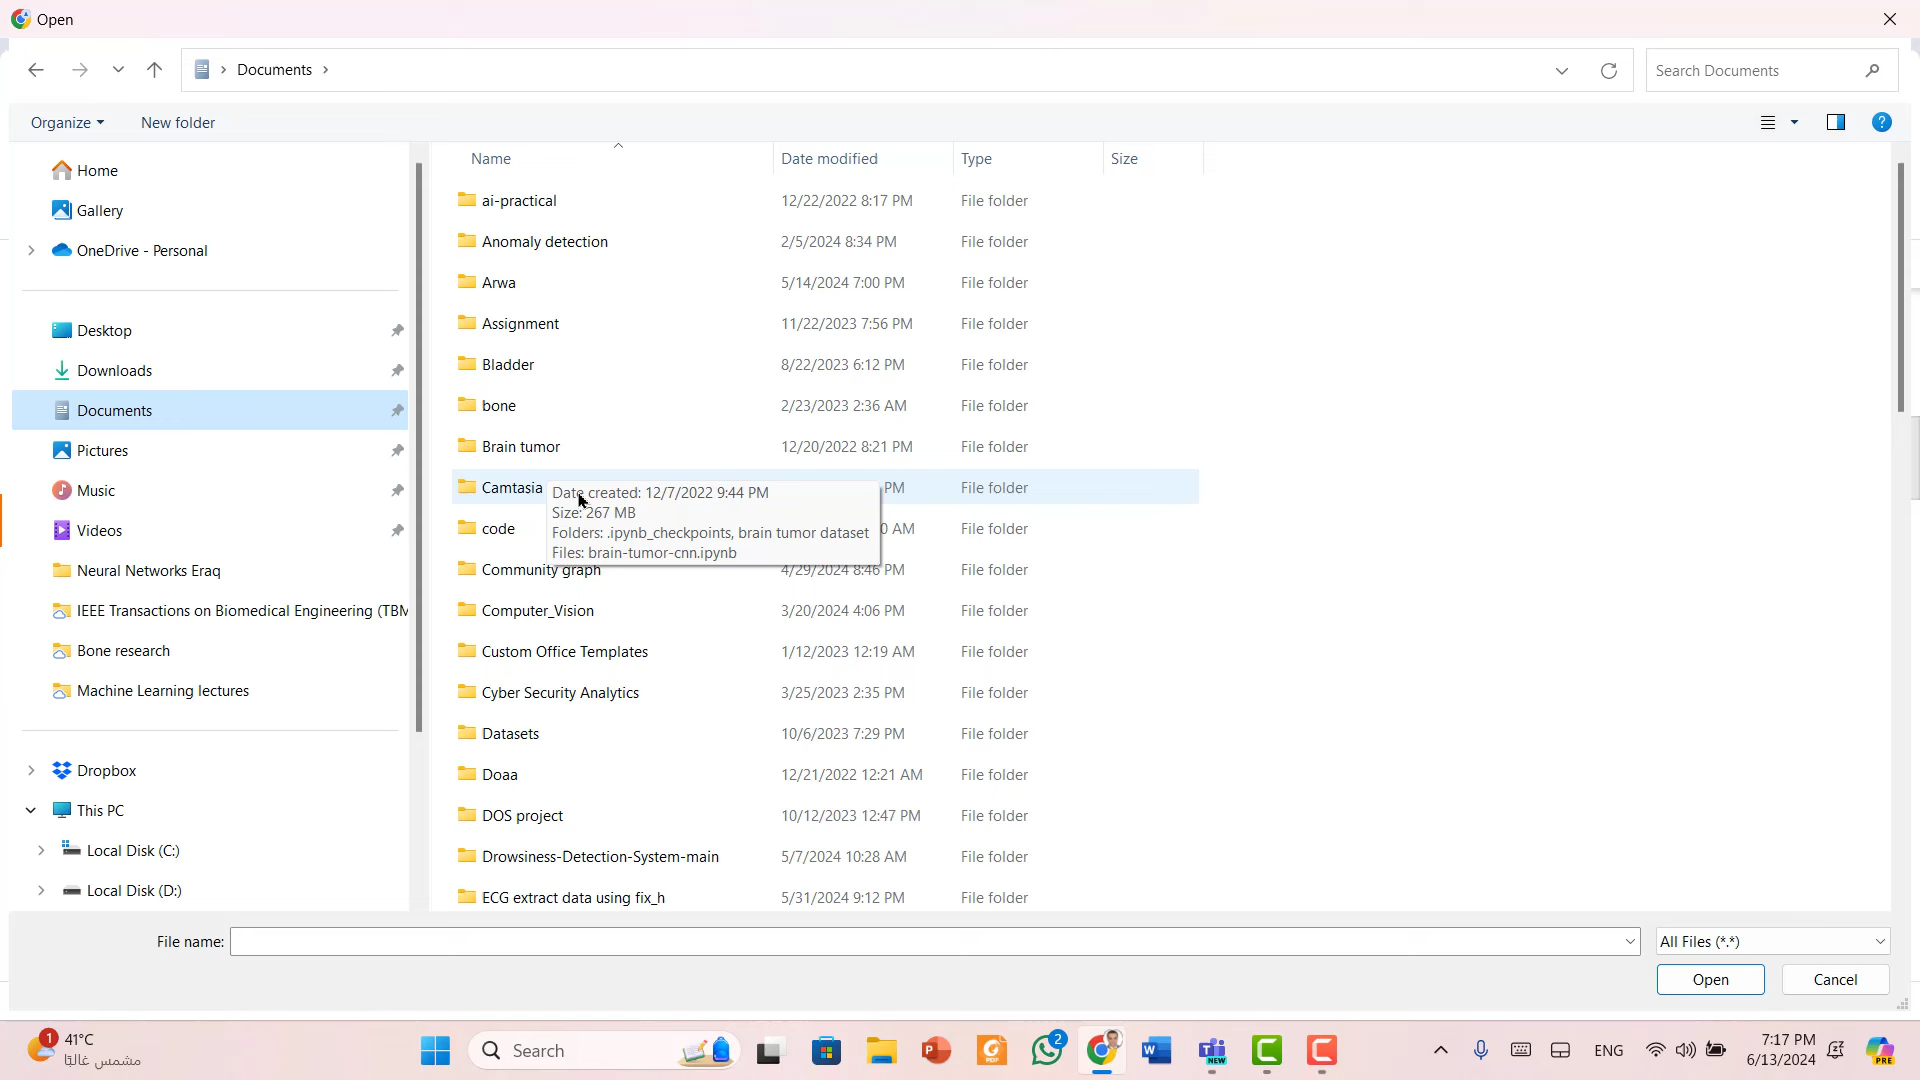 Open
Documents
Search Documents
Organize
New folder
Home
Gallery
OneDrive - Personal
Desktop
Downloads
Documents
Pictures
Music
Videos
Neural Networks Eraq
IEEE Transactions on Biomedical Engineering (TBM
Bone research
Machine Learning lectures
Dropbox
This PC
Local Disk (C:)
Local Disk (D:)
Name Date modified Type Size
ai-practical 12/22/2022 8:17 PM File folder
Anomaly detection 2/5/2024 8:34 PM File folder
Arwa 5/14/2024 7:00 PM File folder
Assignment 11/22/2023 7:56 PM File folder
Bladder 8/22/2023 6:12 PM File folder
bone 2/23/2023 2:36 AM File folder
Brain tumor 12/20/2022 8:21 PM File folder
Camtasia PM File folder
Date created: 12/7/2022 9:44 PM
Size: 267 MB
Folders: .ipynb_checkpoints, brain tumor dataset
Files: brain-tumor-cnn.ipynb
code 0 AM File folder
Community graph 4/29/2024 8:46 PM File folder
Computer_Vision 3/20/2024 4:06 PM File folder
Custom Office Templates 1/12/2023 12:19 AM File folder
Cyber Security Analytics 3/25/2023 2:35 PM File folder
Datasets 10/6/2023 7:29 PM File folder
Doaa 12/21/2022 12:21 AM File folder
DOS project 10/12/2023 12:47 PM File folder
Drowsiness-Detection-System-main 5/7/2024 10:28 AM File folder
ECG extract data using fix_h 5/31/2024 9:12 PM File folder
File name:
All Files (*.*)
Open Cancel
1
41°C
مشمس غالبًا
Search
2
NEW
ENG
7:17 PM
6/13/2024
PRE